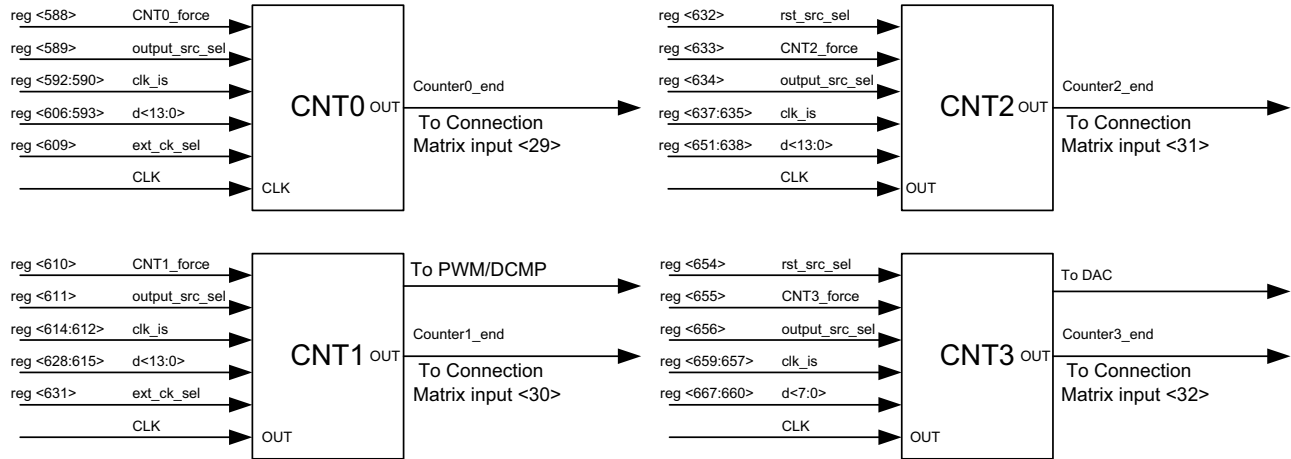 reg <588> CNT0_force
reg <589> output_src_sel
reg <592:590> clk_is
reg <606:593> d<13:0>
reg <609> ext_ck_sel
CLK
CLK
CNT0
OUT
Counter0_end
To Connection
Matrix input <29>
reg <632> rst_src_sel
reg <633> CNT2_force
reg <634> output_src_sel
reg <637:635> clk_is
reg <651:638> d<13:0>
CLK
OUT
CNT2
OUT
Counter2_end
To Connection
Matrix input <31>
reg <610> CNT1_force
reg <611> output_src_sel
reg <614:612> clk_is
reg <628:615> d<13:0>
reg <631> ext_ck_sel
CLK
OUT
CNT1
OUT
To PWM/DCMP
Counter1_end
To Connection
Matrix input <30>
reg <654> rst_src_sel
reg <655> CNT3_force
reg <656> output_src_sel
reg <659:657> clk_is
reg <667:660> d<7:0>
CLK
OUT
CNT3
OUT
To DAC
Counter3_end
To Connection
Matrix input <32>